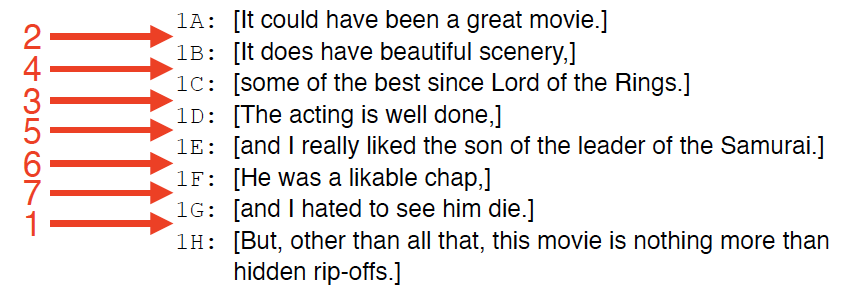 1A: [It could have been a great movie.]
2
1B: [It does have beautiful scenery,]
4
1C: [some of the best since Lord of the Rings.]
3
1D: [The acting is well done,]
5
1E: [and I really liked the son of the leader of the Samurai.]
6
1F: [He was a likable chap,]
7
1G: [and I hated to see him die.]
1
1H: [But, other than all that, this movie is nothing more than
hidden rip-offs.]